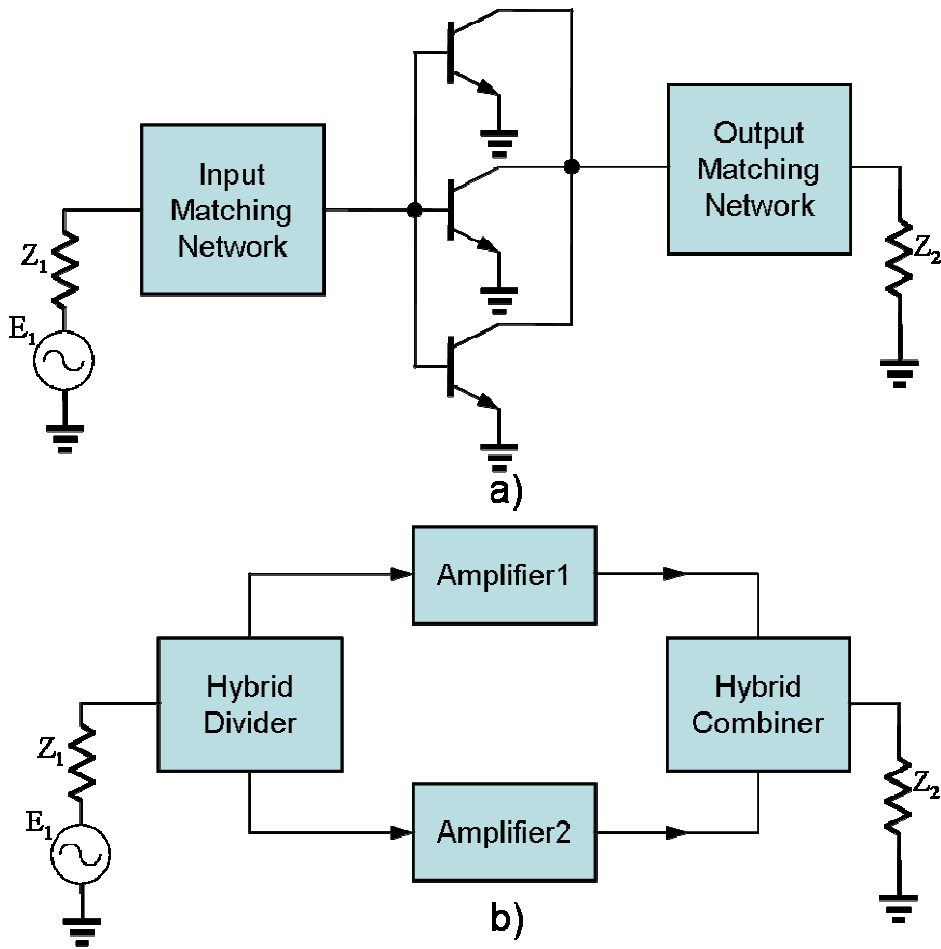 Input
Matching
Network
Output
Matching
Network
Z₁
E₁
Z₂
a)
Amplifier1
Hybrid
Divider
Hybrid
Combiner
Z₁
E₁
Z₂
Amplifier2
b)